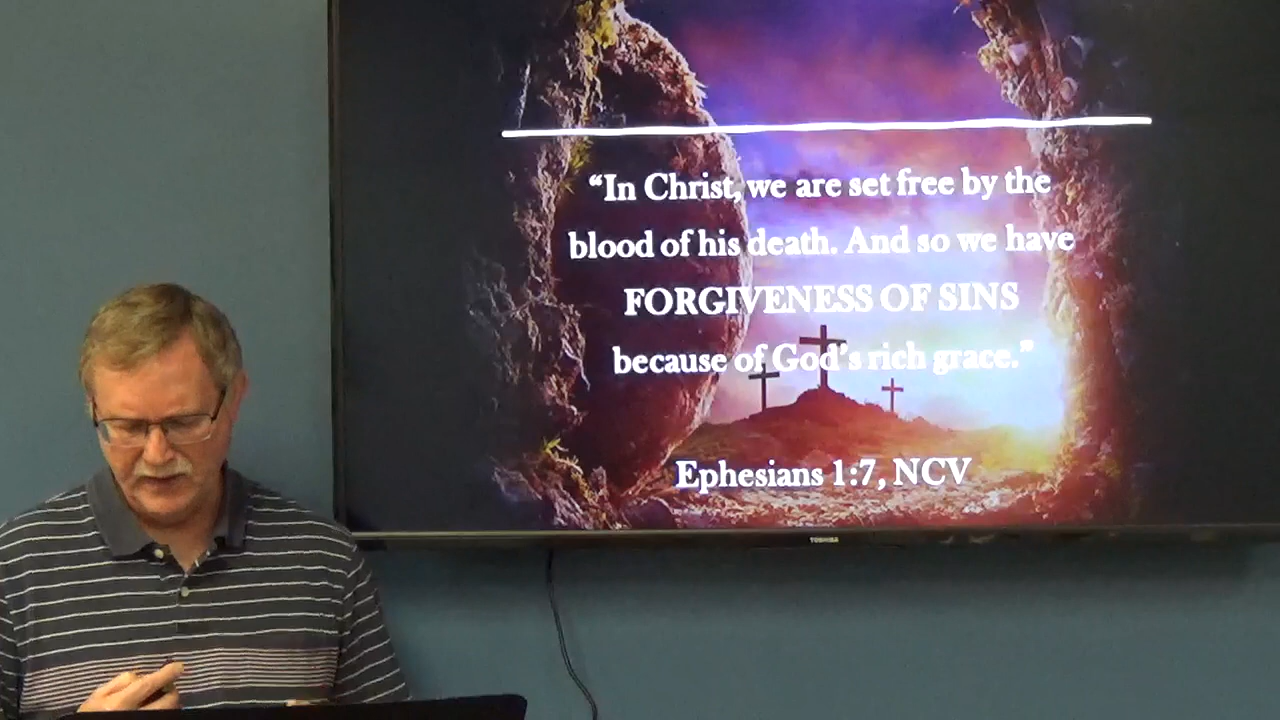 “In Christ, we are set free by the
blood of his death. And so we have
FORGIVENESS OF SINS
because of God’s rich grace.”
Ephesians 1:7, NCV
TOSHIBA